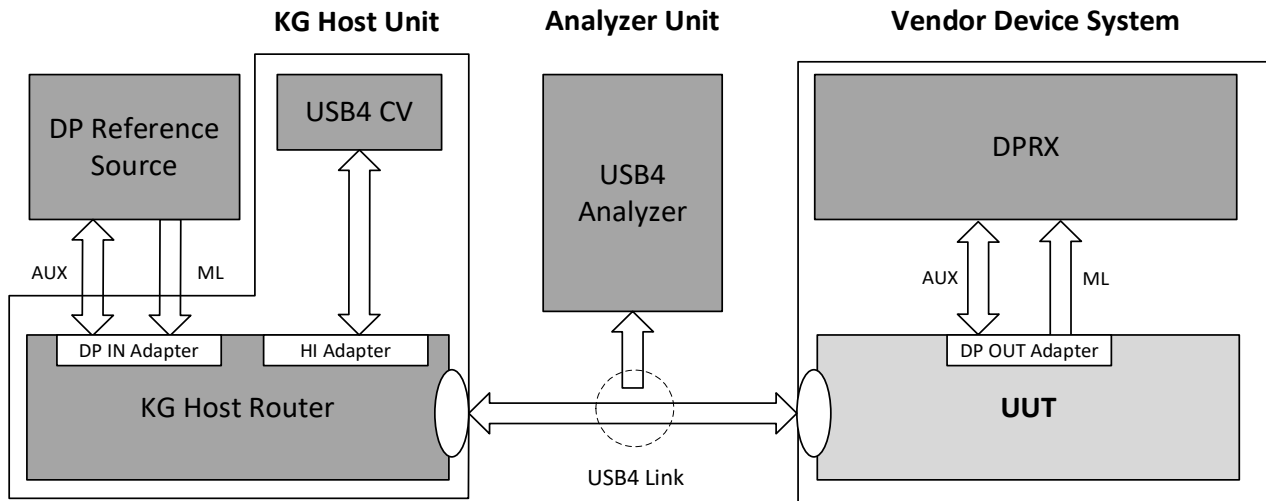 KG Host Unit
Analyzer Unit
Vendor Device System
DP Reference
Source
USB4 CV
USB4
Analyzer
DPRX
AUX
ML
AUX
ML
DP IN Adapter
HI Adapter
DP OUT Adapter
KG Host Router
UUT
USB4 Link